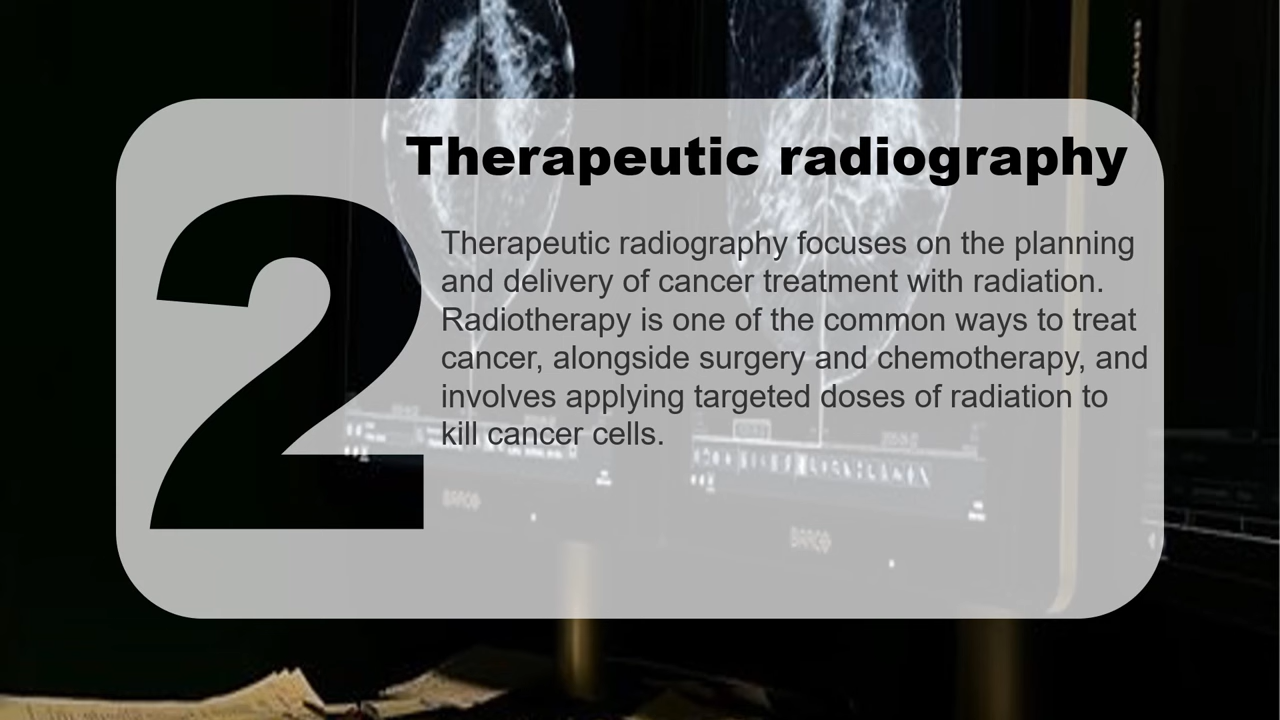 Therapeutic radiography
2
Therapeutic radiography focuses on the planning
and delivery of cancer treatment with radiation.
Radiotherapy is one of the common ways to treat
cancer, alongside surgery and chemotherapy, and
involves applying targeted doses of radiation to
kill cancer cells.
BARCO
BARCO